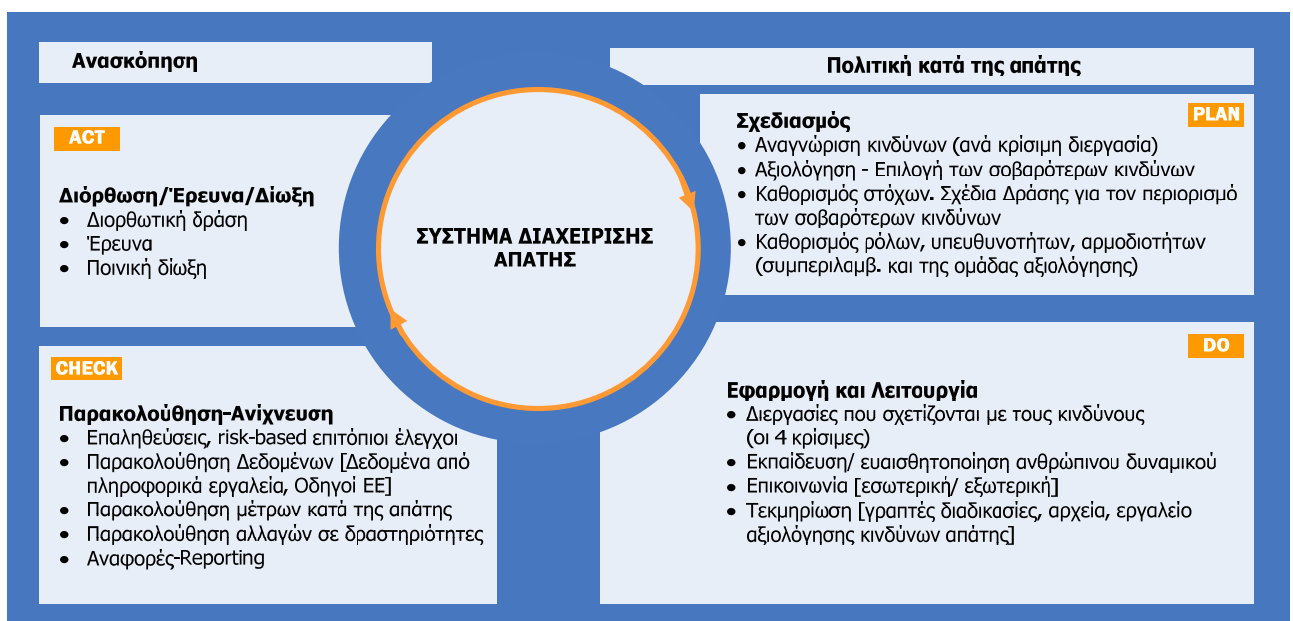 Ανασκόπηση
Πολιτική κατά της απάτης
ACT
Διόρθωση/Έρευνα/Δίωξη
• Διορθωτική δράση
• Έρευνα
• Ποινική δίωξη
ΣΥΣΤΗΜΑ ΔΙΑΧΕΙΡΙΣΗΣ
ΑΠΑΤΗΣ
PLAN
Σχεδιασμός
• Αναγνώριση κινδύνων (ανά κρίσιμη διεργασία)
• Αξιολόγηση - Επιλογή των σοβαρότερων κινδύνων
• Καθορισμός στόχων. Σχέδια Δράσης για τον περιορισμό
των σοβαρότερων κινδύνων
• Καθορισμός ρόλων, υπευθυνοτήτων, αρμοδιοτήτων
(συμπεριλαμβ. και της ομάδας αξιολόγησης)
CHECK
Παρακολούθηση-Ανίχνευση
• Επαληθεύσεις, risk-based επιτόπιοι έλεγχοι
• Παρακολούθηση Δεδομένων [Δεδομένα από
πληροφορικά εργαλεία, Οδηγοί ΕΕ]
• Παρακολούθηση μέτρων κατά της απάτης
• Παρακολούθηση αλλαγών σε δραστηριότητες
• Αναφορές-Reporting
DO
Εφαρμογή και Λειτουργία
• Διεργασίες που σχετίζονται με τους κινδύνους
(οι 4 κρίσιμες)
• Εκπαίδευση/ ευαισθητοποίηση ανθρώπινου δυναμικού
• Επικοινωνία [εσωτερική/ εξωτερική]
• Τεκμηρίωση [γραπτές διαδικασίες, αρχεία, εργαλείο
αξιολόγησης κινδύνων απάτης]